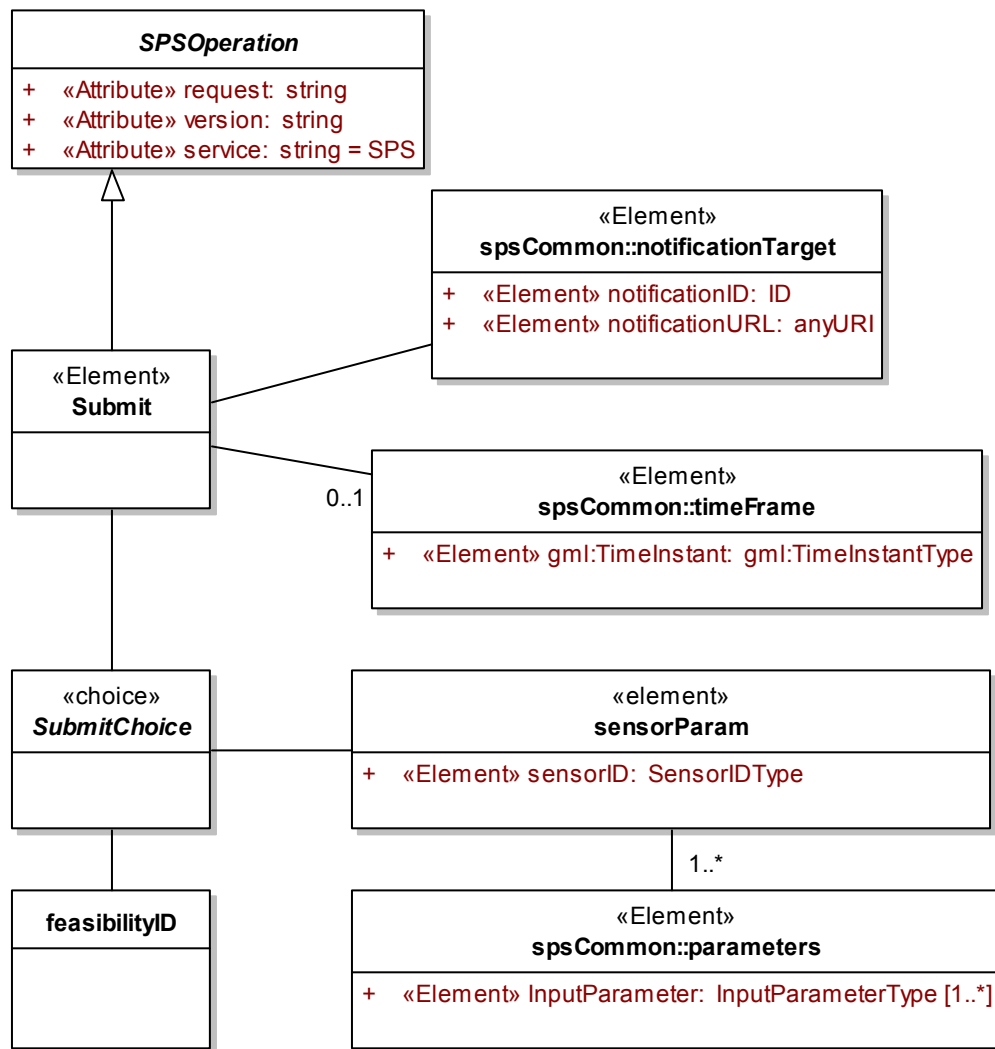 SPSOperation
+ «Attribute» request: string
+ «Attribute» version: string
+ «Attribute» service: string = SPS
«Element»
spsCommon::notificationTarget
+ «Element» notificationID: ID
+ «Element» notificationURL: anyURI
«Element»
Submit
0..1
«Element»
spsCommon::timeFrame
+ «Element» gml:TimeInstant: gml:TimeInstantType
«choice»
SubmitChoice
«element»
sensorParam
+ «Element» sensorID: SensorIDType
1..*
feasibilityID
«Element»
spsCommon::parameters
+ «Element» InputParameter: InputParameterType [1..*]